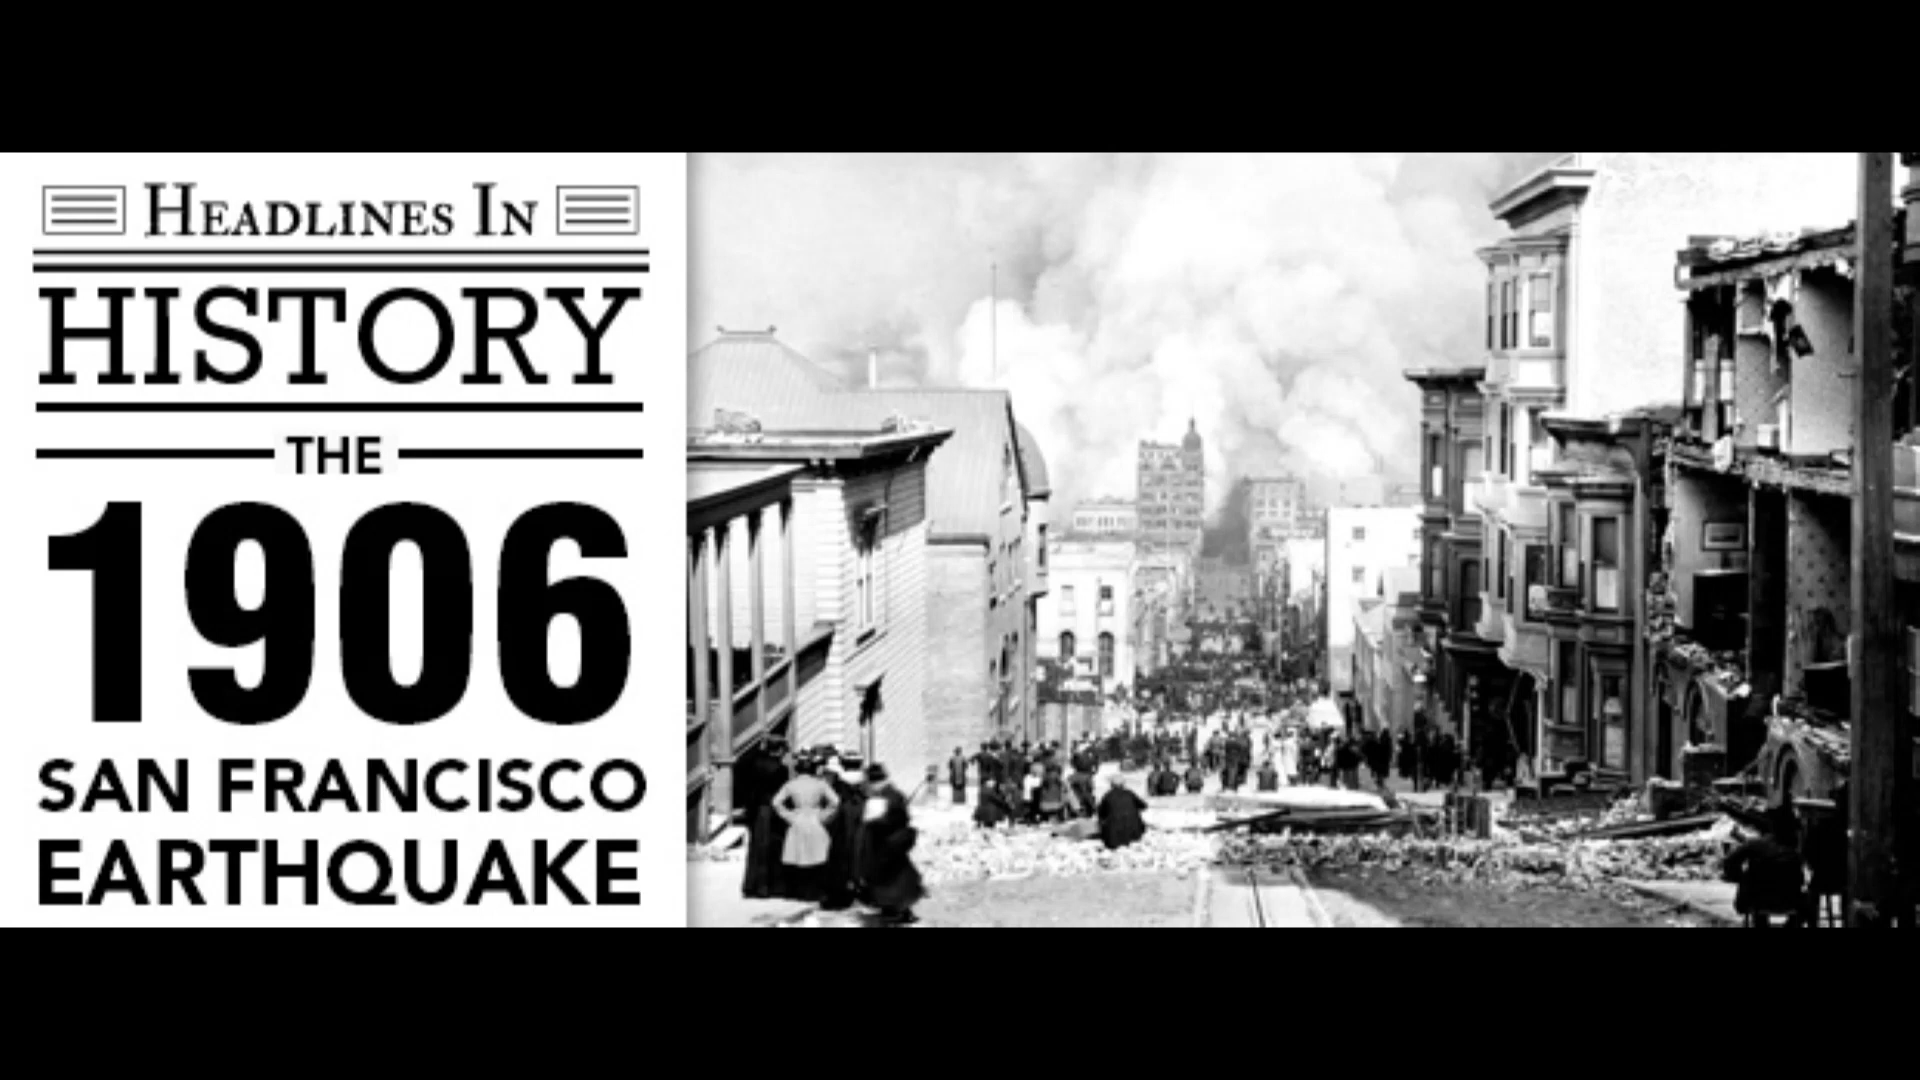 HEADLINES IN
HISTORY
THE
1906
SAN FRANCISCO
EARTHQUAKE